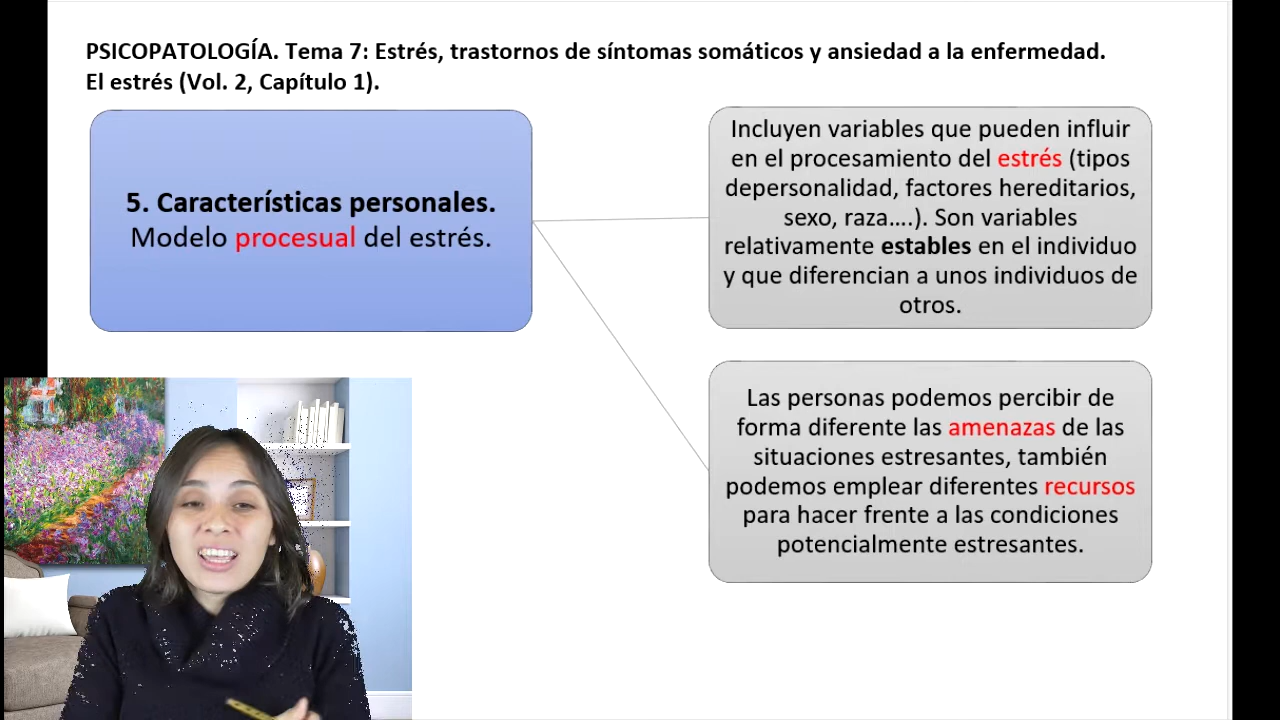 PSICOPATOLOGÍA. Tema 7: Estrés, trastornos de síntomas somáticos y ansiedad a la enfermedad.
El estrés (Vol. 2, Capítulo 1).
5. Características personales.
Modelo procesual del estrés.
Incluyen variables que pueden influir
en el procesamiento del estrés (tipos
depersonalidad, factores hereditarios,
sexo, raza....). Son variables
relativamente estables en el individuo
y que diferencian a unos individuos de
otros.
Las personas podemos percibir de
forma diferente las amenazas de las
situaciones estresantes, también
podemos emplear diferentes recursos
para hacer frente a las condiciones
potencialmente estresantes.